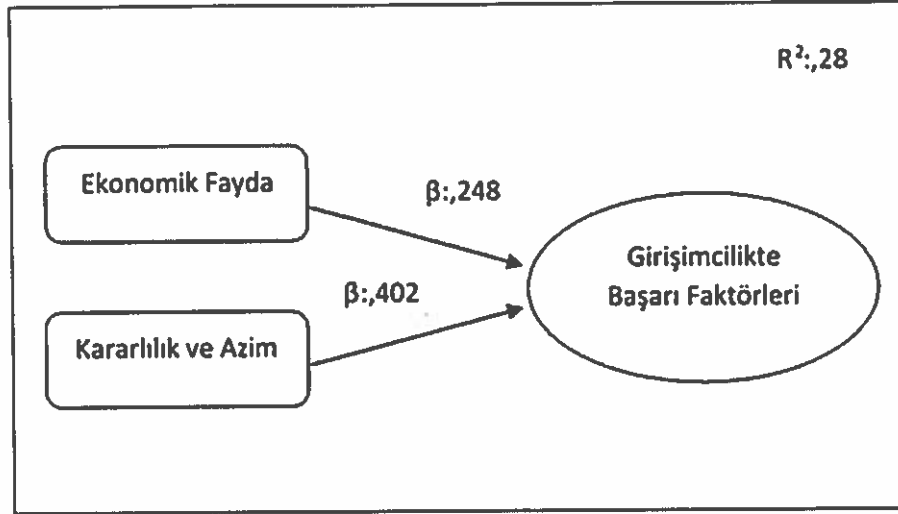 R²:,28
Ekonomik Fayda
β:,248
Girişimcilikte
Başarı Faktörleri
β:,402
Kararlılık ve Azim